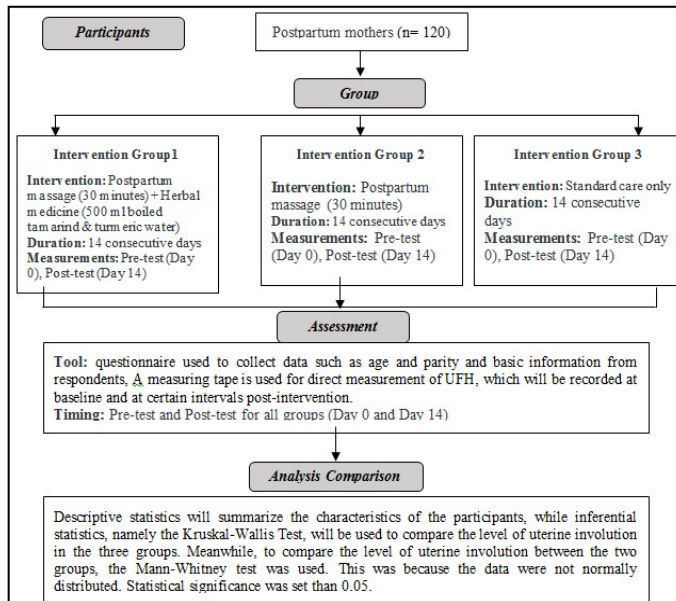 Participants
Postpartum mothers (n= 120)
Group
Intervention Group1
Intervention: Postpartum
massage (30 minutes) + Herbal
medicine (500 ml boiled
tamarind & turmeric water)
Duration: 14 consecutive days
Measurements: Pre-test (Day
0), Post-test (Day 14)
Intervention Group 2
Intervention: Postpartum
massage (30 minutes)
Duration: 14 consecutive days
Measurements: Pre-test
(Day 0), Post-test (Day 14)
Intervention Group 3
Intervention: Standard care only
Duration: 14 consecutive
days
Measurements: Pre-test (Day
0), Post-test (Day 14)
Assessment
Tool: questionnaire used to collect data such as age and parity and basic information from
respondents, A measuring tape is used for direct measurement of UFH, which will be recorded at
baseline and at certain intervals post-intervention.
Timing: Pre-test and Post-test for all groups (Day 0 and Day 14)
Analysis Comparison
Descriptive statistics will summarize the characteristics of the participants, while inferential
statistics, namely the Kruskal-Wallis Test, will be used to compare the level of uterine involution
in the three groups. Meanwhile, to compare the level of uterine involution between the two
groups, the Mann-Whitney test was used. This was because the data were not normally
distributed. Statistical significance was set han 0.05.